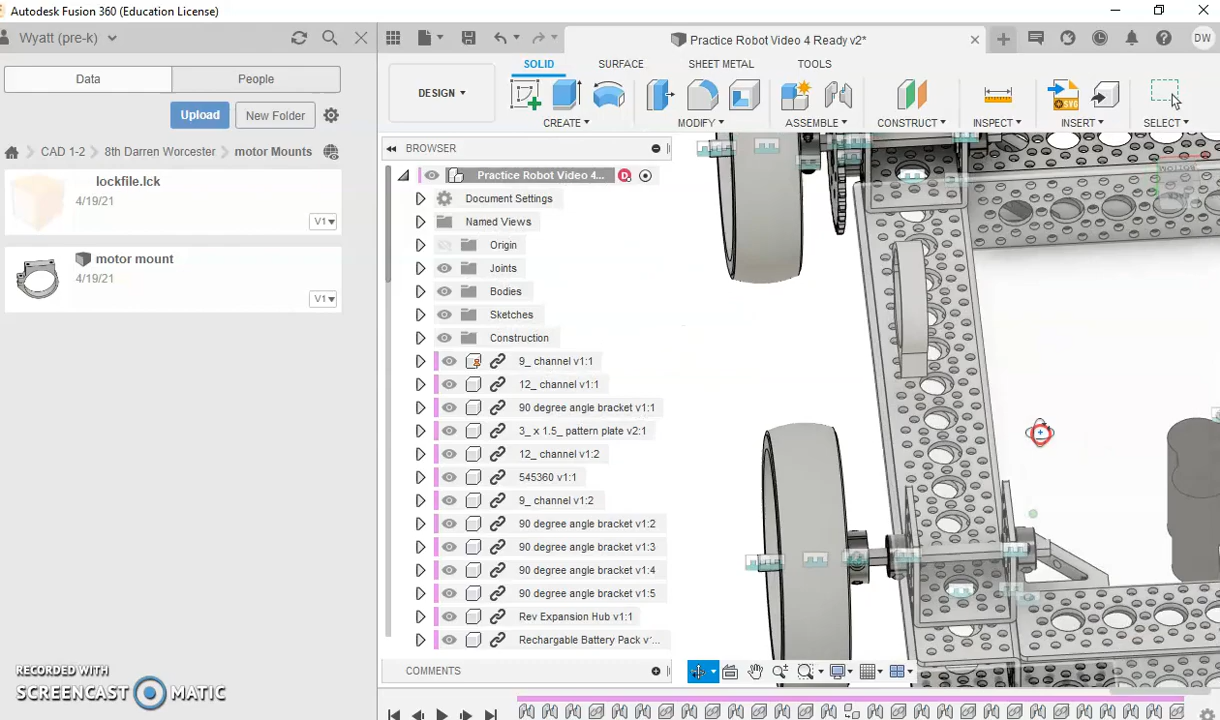 Autodesk Fusion 360 (Education License)
Wyatt (pre-k)
Data People
Upload New Folder
CAD 1-2 > 8th Darren Worcester > motor Mounts
lockfile.lck
4/19/21
V1▾
motor mount
4/19/21
V1▾
Practice Robot Video 4 Ready v2*
DW
SOLID SURFACE SHEET METAL TOOLS
DESIGN ▾
CREATE ▾ MODIFY ▾ ASSEMBLE ▾ CONSTRUCT ▾ INSPECT ▾ INSERT ▾ SELECT ▾
BROWSER
Practice Robot Video 4...
Document Settings
Named Views
Origin
Joints
Bodies
Sketches
Construction
9_ channel v1:1
12_ channel v1:1
90 degree angle bracket v1:1
3_ x 1.5_ pattern plate v2:1
12_ channel v1:2
545360 v1:1
9_ channel v1:2
90 degree angle bracket v1:2
90 degree angle bracket v1:3
90 degree angle bracket v1:4
90 degree angle bracket v1:5
Rev Expansion Hub v1:1
Rechargable Battery Pack v'...
COMMENTS
RECORDED WITH
SCREENCAST MATIC